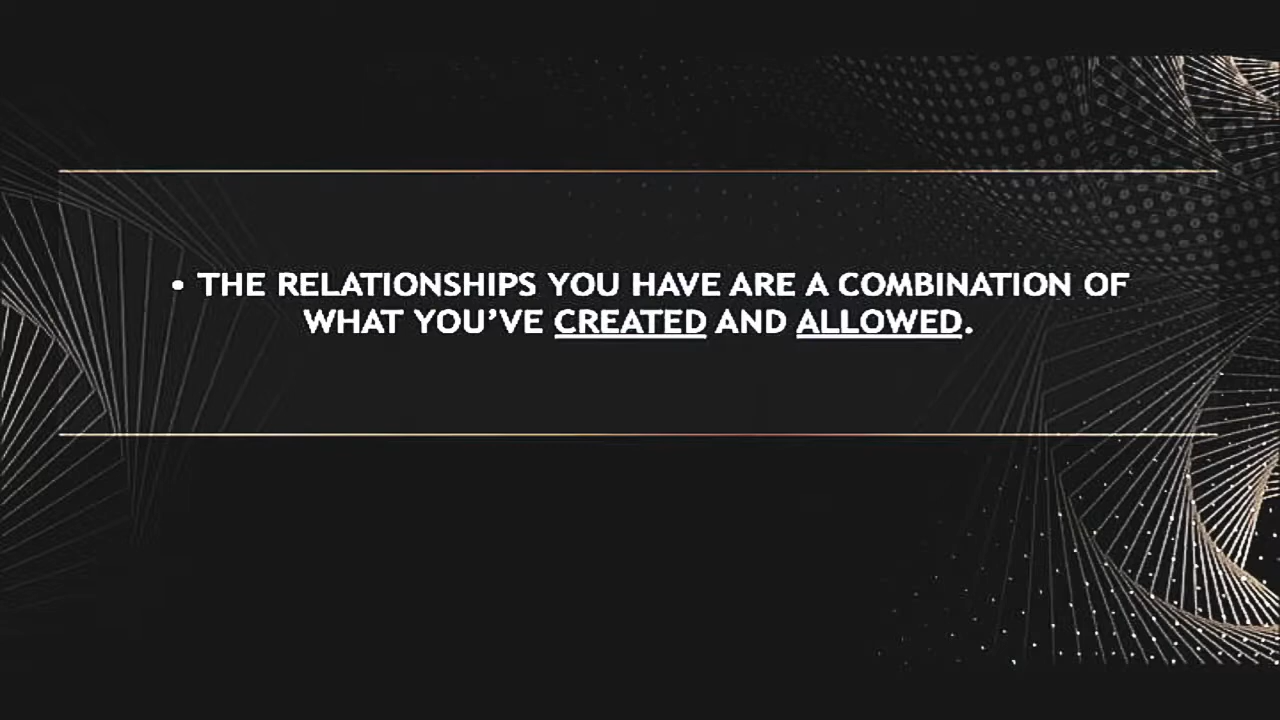 • THE RELATIONSHIPS YOU HAVE ARE A COMBINATION OF
WHAT YOU’VE CREATED AND ALLOWED.